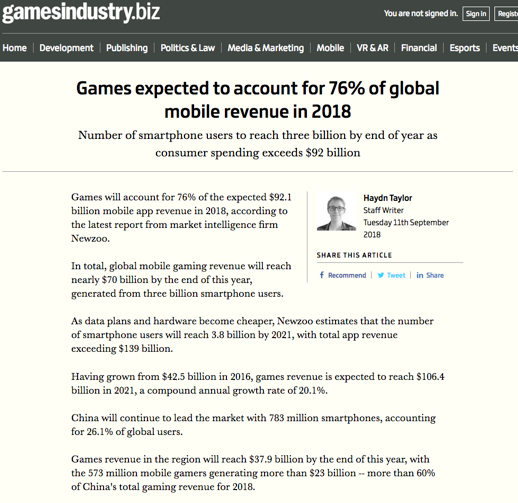 gamesindustry.biz
You are not signed in. Sign In Registe
Home Development Publishing Politics & Law Media & Marketing Mobile VR & AR Financial Esports Events
Games expected to account for 76% of global
mobile revenue in 2018
Number of smartphone users to reach three billion by end of year as
consumer spending exceeds $92 billion
Games will account for 76% of the expected $92.1
billion mobile app revenue in 2018, according to
the latest report from market intelligence firm
Newzoo.
Haydn Taylor
Staff Writer
Tuesday 11th September
2018
SHARE THIS ARTICLE
Recommend Tweet Share
In total, global mobile gaming revenue will reach
nearly $70 billion by the end of this year,
generated from three billion smartphone users.
As data plans and hardware become cheaper, Newzoo estimates that the number
of smartphone users will reach 3.8 billion by 2021, with total app revenue
exceeding $139 billion.
Having grown from $42.5 billion in 2016, games revenue is expected to reach $106.4
billion in 2021, a compound annual growth rate of 20.1%.
China will continue to lead the market with 783 million smartphones, accounting
for 26.1% of global users.
Games revenue in the region will reach $37.9 billion by the end of this year, with
the 573 million mobile gamers generating more than $23 billion -- more than 60%
of China's total gaming revenue for 2018.